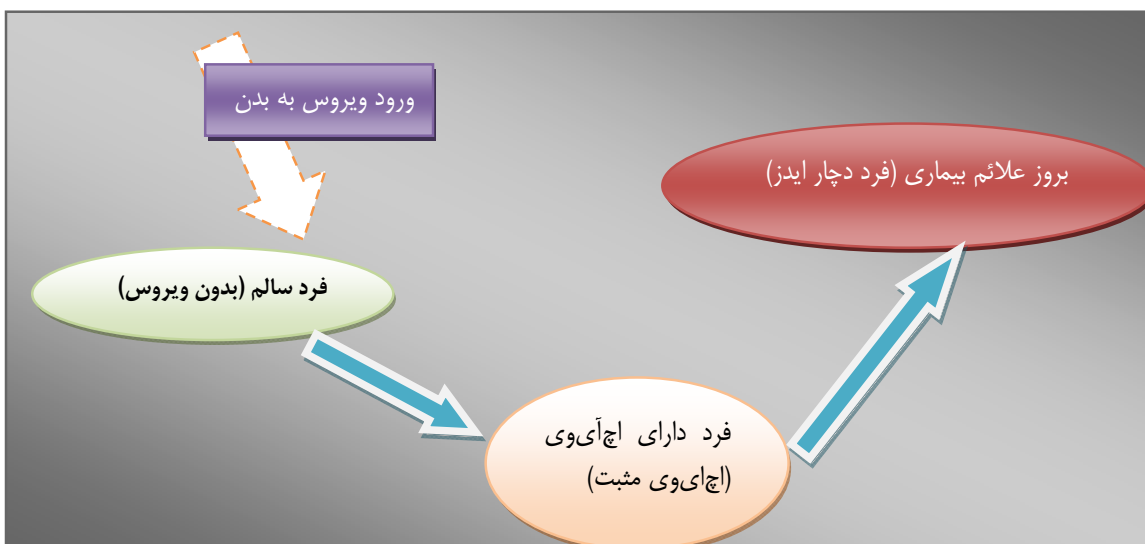 ورود ویروس به بدن
بروز علائم بیماری (فرد دچار ایدز)
فرد سالم (بدون ویروس)
فرد دارای اچ‌آی‌وی
(اچ‌ای‌وی مثبت)